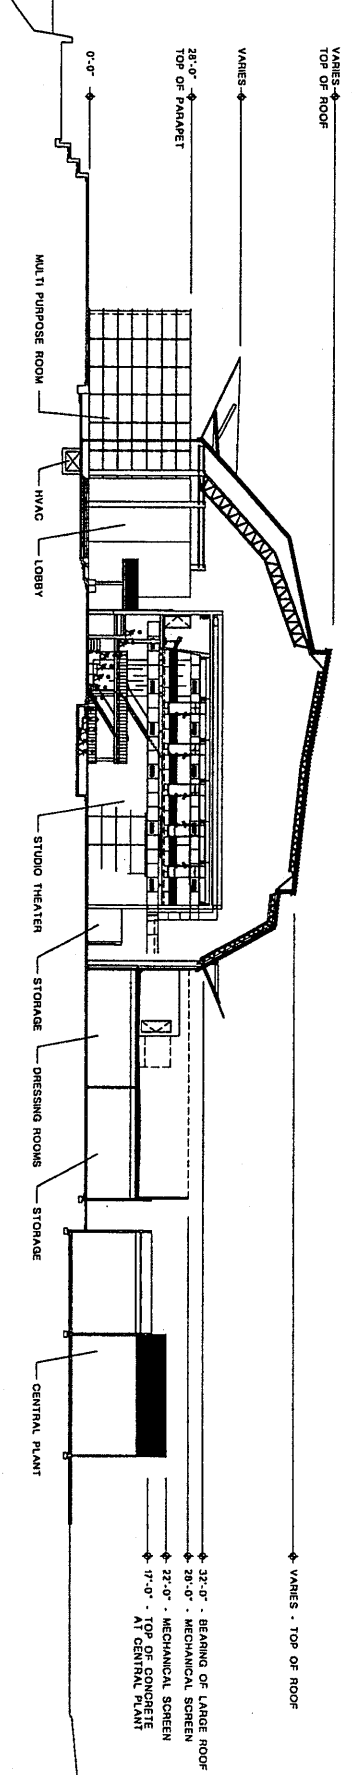 VARIES
TOP OF ROOF
VARIES
28'-0"
TOP OF PARAPET
0'-0"
MULTI PURPOSE ROOM
HVAC
LOBBY
STUDIO THEATER
STORAGE
DRESSING ROOMS
STORAGE
CENTRAL PLANT
VARIES - TOP OF ROOF
32'-0" - BEARING OF LARGE ROOF
28'-0" - MECHANICAL SCREEN
22'-0" - MECHANICAL SCREEN
17'-0" - TOP OF CONCRETE
AT CENTRAL PLANT